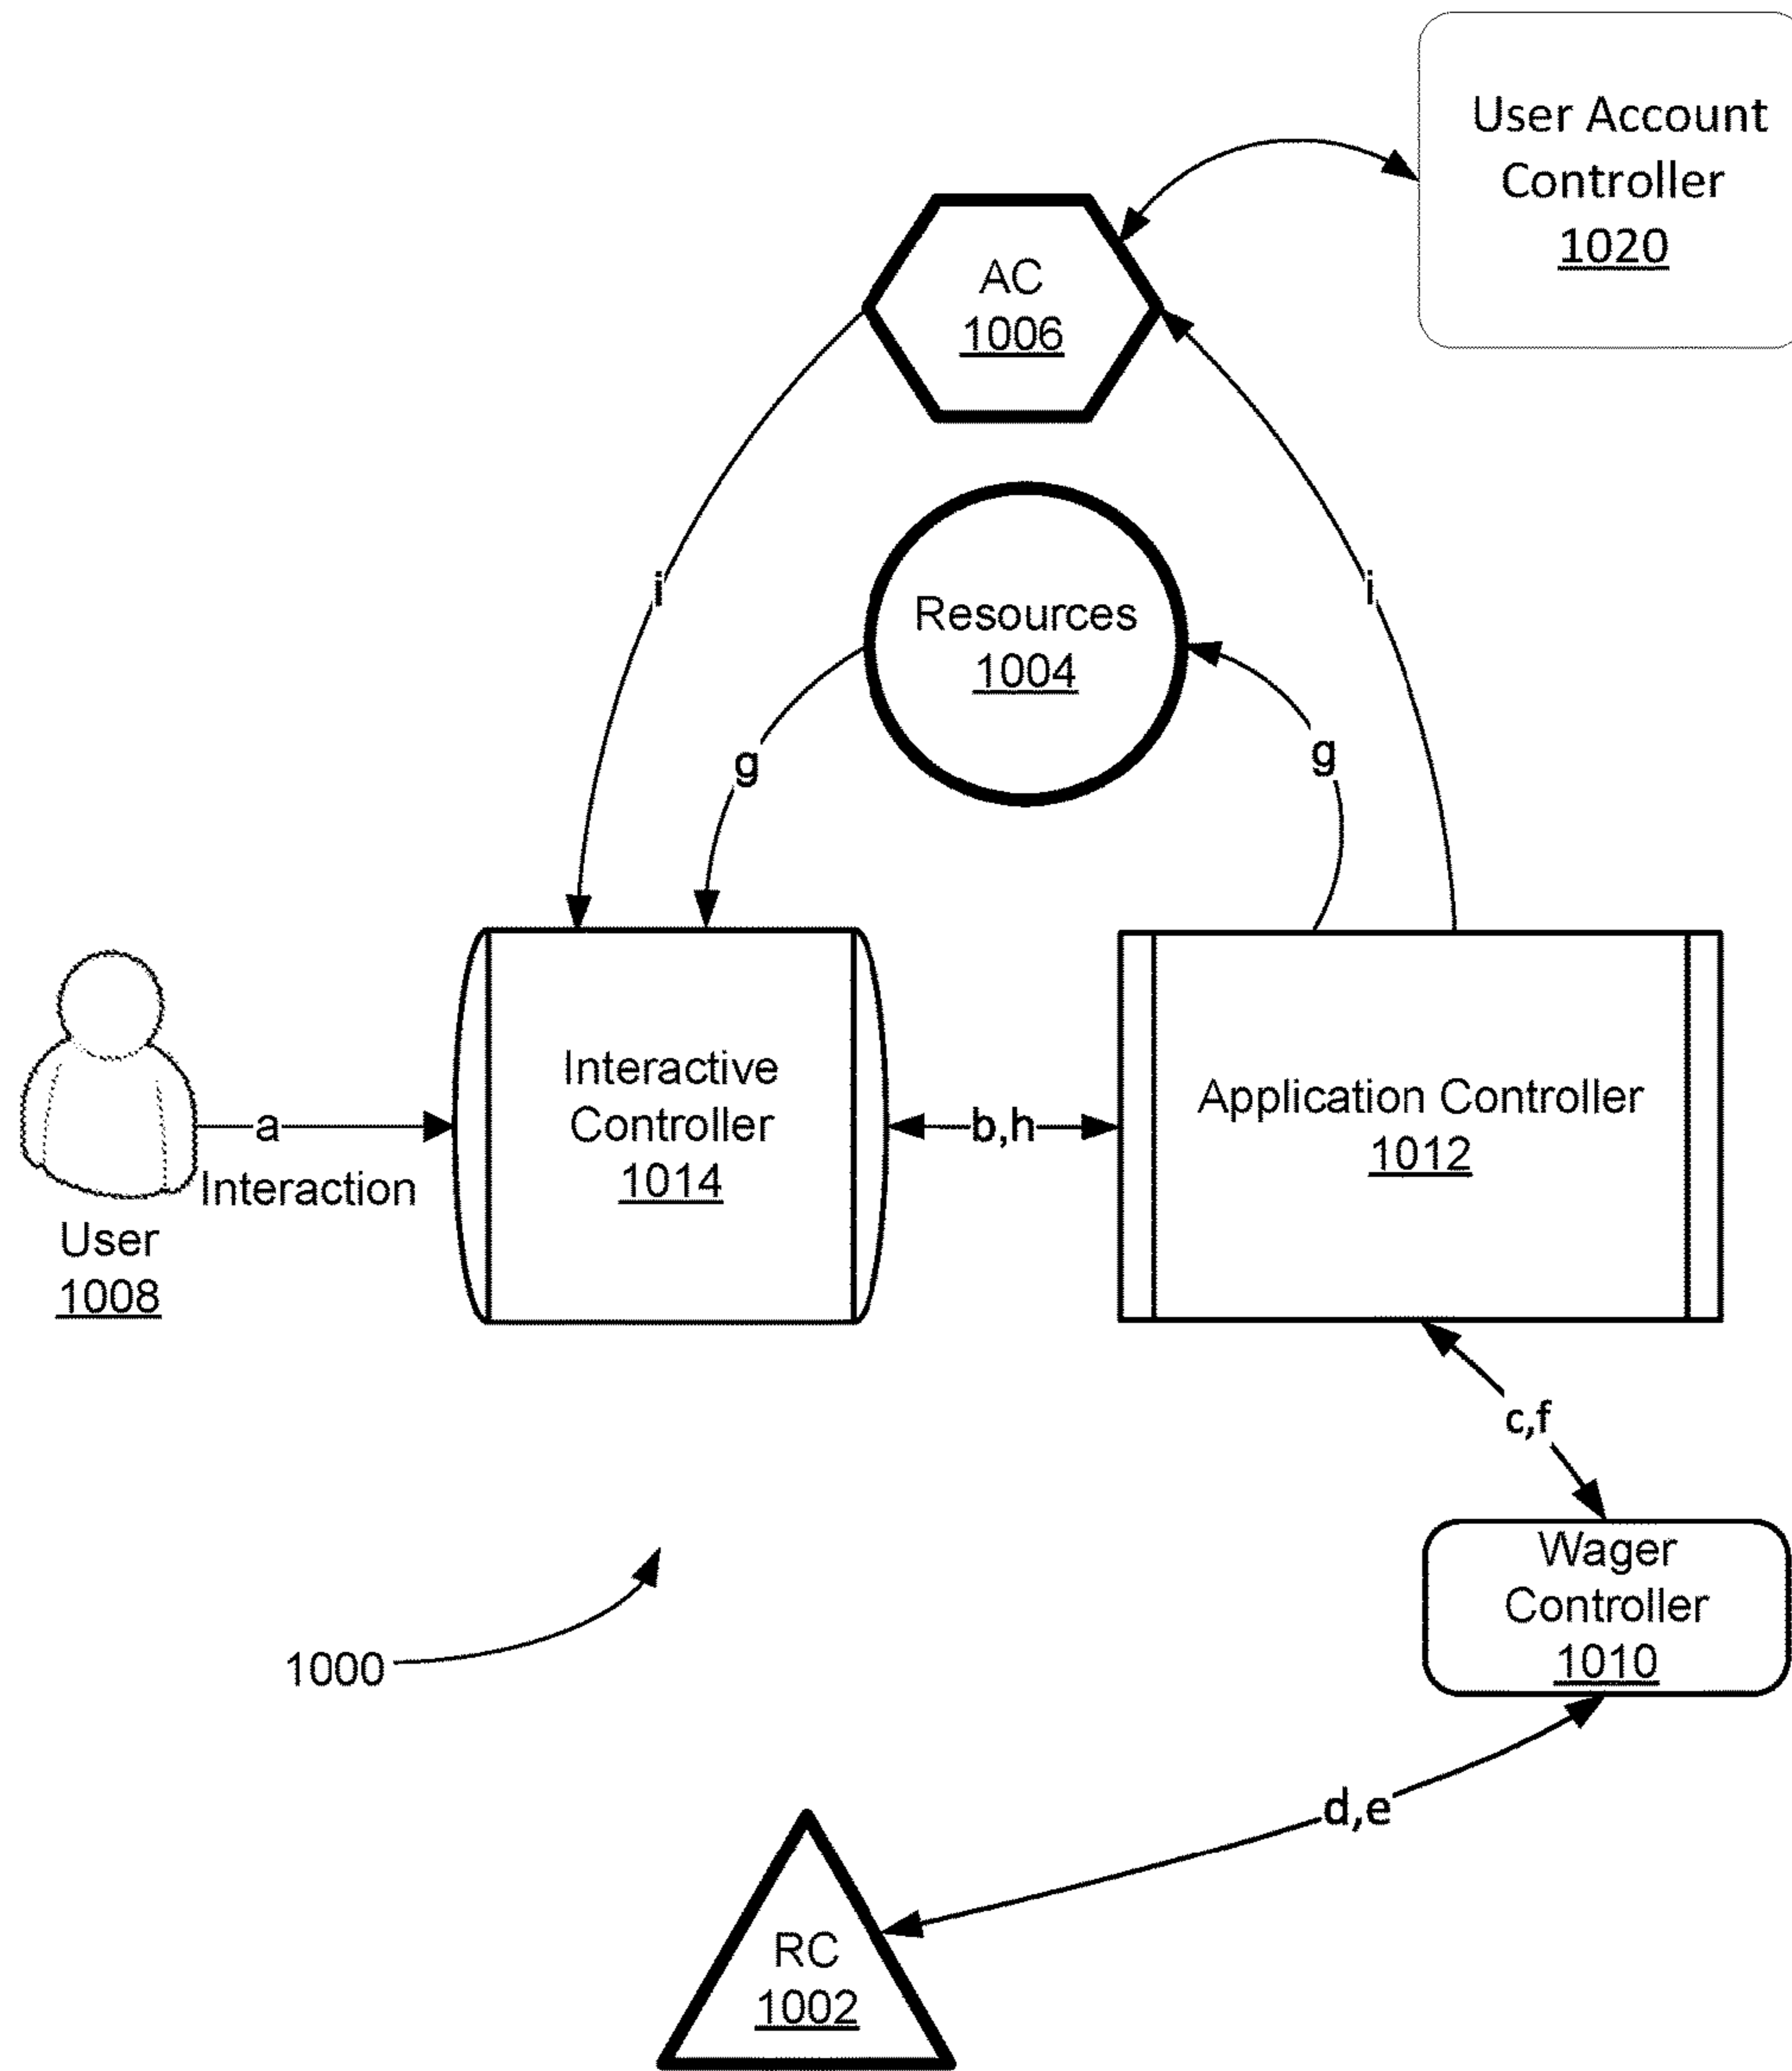 User Account
Controller
1020
AC
1006
i
i
Resources
1004
g
g
Interactive
Controller
1014
Application Controller
1012
a
Interaction
b,h
User
1008
c,f
Wager
Controller
1010
1000
d,e
RC
1002